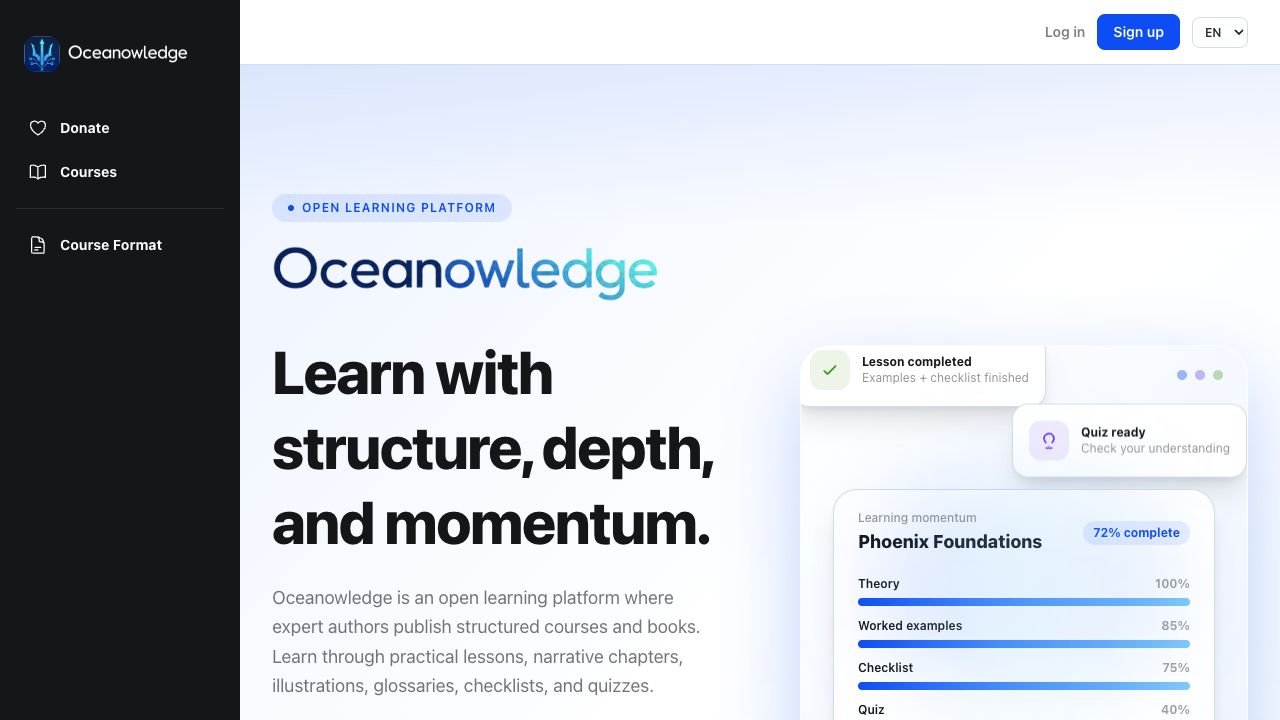 Oceanowledge
Donate
Courses
Course Format
Log in
Sign up
EN
OPEN LEARNING PLATFORM
Oceanowledge
Learn with
structure, depth,
and momentum.
Oceanowledge is an open learning platform where
expert authors publish structured courses and books.
Learn through practical lessons, narrative chapters,
illustrations, glossaries, checklists, and quizzes.
Lesson completed
Examples + checklist finished
Quiz ready
Check your understanding
Learning momentum
Phoenix Foundations
72% complete
Theory 100%
Worked examples 85%
Checklist 75%
Quiz 40%